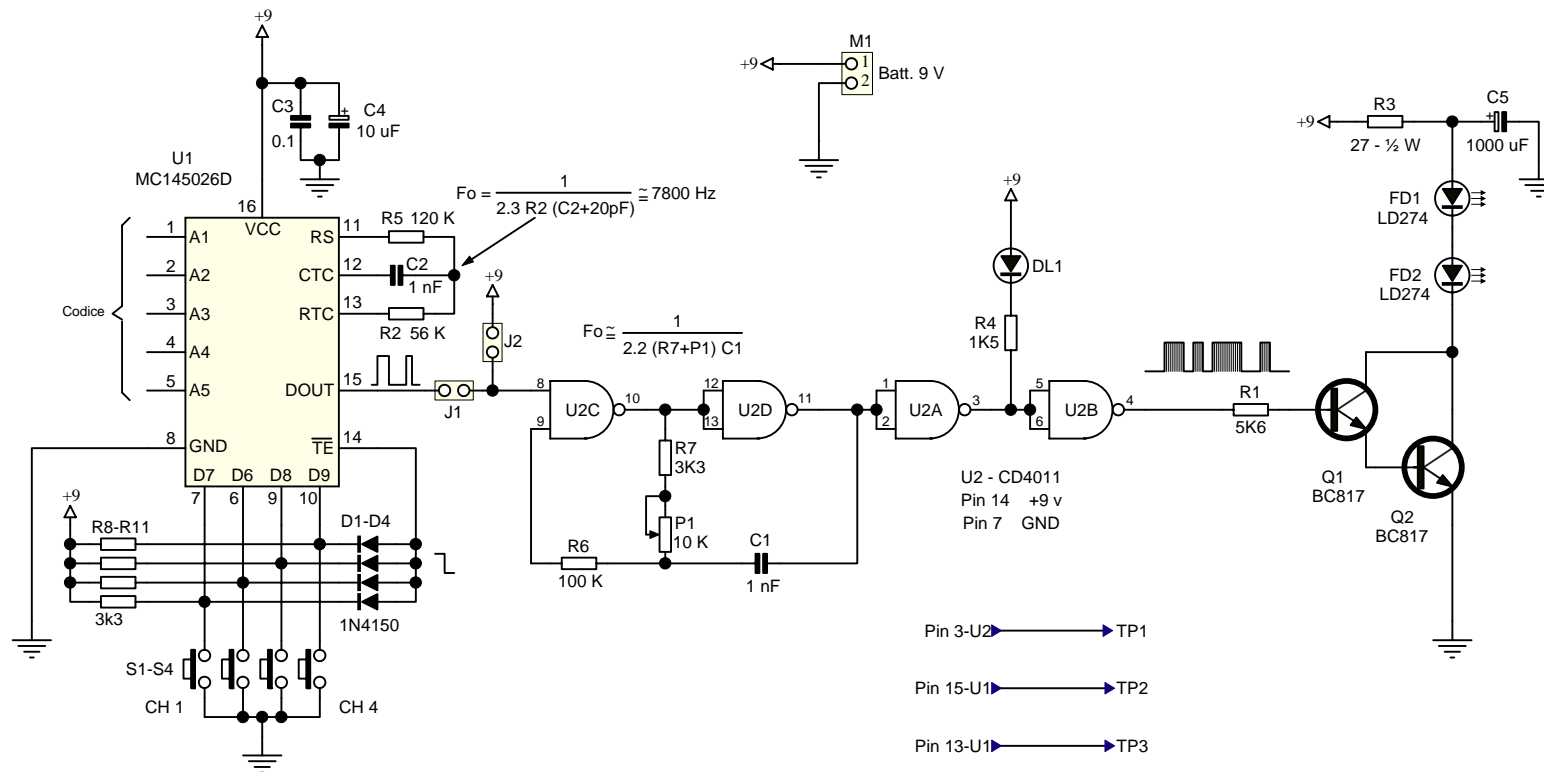 +9
C3
0.1
C4
+
10 uF
U1
MC145026D
M1
+9
1
2
Batt. 9 V
R3
+9
27 - ½ W
C5
+
1000 uF
FD1
LD274
FD2
LD274
16
VCC
Codice
1
A1
2
A2
3
A3
4
A4
5
A5
8
GND
11
RS
12
CTC
13
RTC
15
DOUT
14
TE
D7
D6
D8
D9
7
6
9
10
R5 120 K
C2
1 nF
R2 56 K
Fo = 1 / 2.3 R2 (C2+20pF) ≅ 7800 Hz
+9
J2
J1
Fo ≅ 1 / 2.2 (R7+P1) C1
8
9
U2C
10
12
13
U2D
11
1
2
U2A
3
5
6
U2B
4
+9
DL1
R4
1K5
R7
3K3
P1
10 K
R6
100 K
C1
1 nF
U2 - CD4011
Pin 14 +9 v
Pin 7 GND
R1
5K6
Q1
BC817
Q2
BC817
+9
R8-R11
3k3
D1-D4
1N4150
S1-S4
CH 1
CH 4
Pin 3-U2
TP1
Pin 15-U1
TP2
Pin 13-U1
TP3